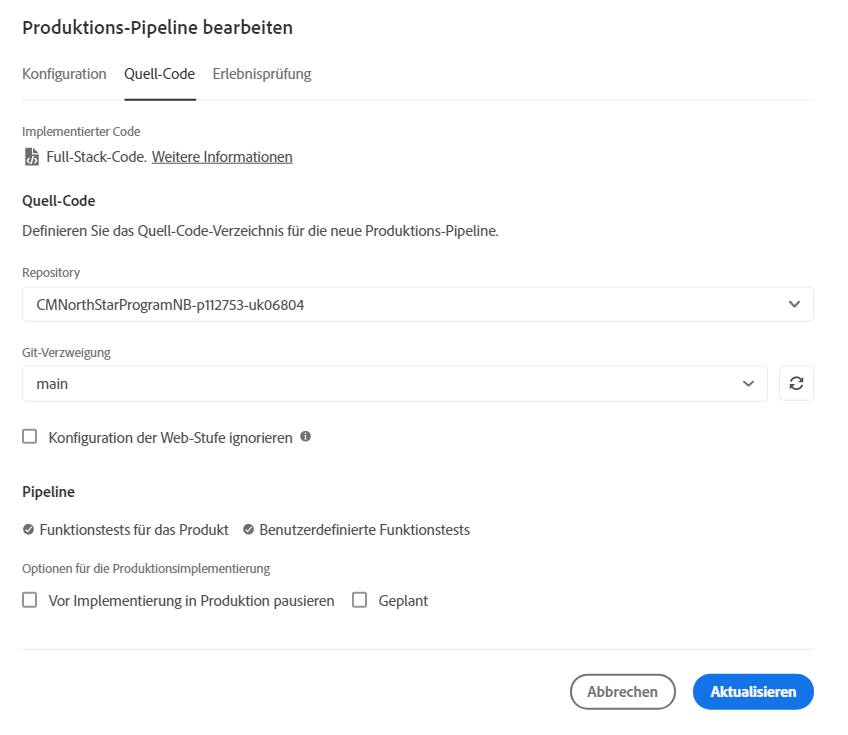 Produktions-Pipeline bearbeiten
Konfiguration Quell-Code Erlebnisprüfung
Implementierter Code
Full-Stack-Code. Weitere Informationen
Quell-Code
Definieren Sie das Quell-Code-Verzeichnis für die neue Produktions-Pipeline.
Repository
CMNorthStarProgramNB-p112753-uk06804
Git-Verzweigung
main
Konfiguration der Web-Stufe ignorieren
Pipeline
Funktionstests für das Produkt Benutzerdefinierte Funktionstests
Optionen für die Produktionsimplementierung
Vor Implementierung in Produktion pausieren Geplant
Abbrechen Aktualisieren